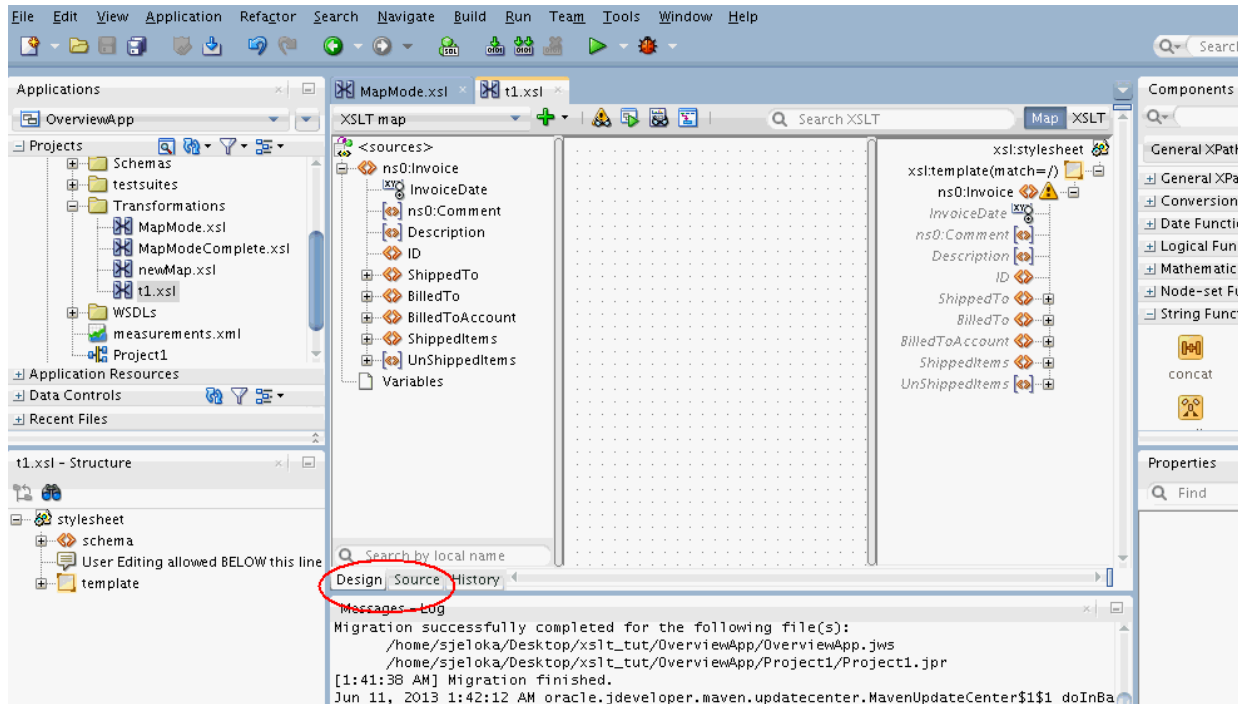 File Edit View Application Refactor Search Navigate Build Run Team Tools Window Help
Applications
OverviewApp
Projects
Schemas
testsuites
Transformations
MapMode.xsl
MapModeComplete.xsl
newMap.xsl
t1.xsl
WSDLs
measurements.xml
Project1
Application Resources
Data Controls
Recent Files
t1.xsl - Structure
stylesheet
schema
User Editing allowed BELOW this line
template
MapMode.xsl t1.xsl
XSLT map Search XSLT Map XSLT
<sources>
ns0:Invoice
InvoiceDate
ns0:Comment
Description
ID
ShippedTo
BilledTo
BilledToAccount
ShippedItems
UnShippedItems
Variables
Search by local name
xsl:stylesheet
xsl:template(match=/)
ns0:Invoice
InvoiceDate
ns0:Comment
Description
ID
ShippedTo
BilledTo
BilledToAccount
ShippedItems
UnShippedItems
Design Source History
Messages - Log
Migration successfully completed for the following file(s):
/home/sjeloka/Desktop/xslt_tut/OverviewApp/OverviewApp.jws
/home/sjeloka/Desktop/xslt_tut/OverviewApp/Project1/Project1.jpr
[1:41:38 AM] Migration finished.
Jun 11, 2013 1:42:12 AM oracle.jdeveloper.maven.updatecenter.MavenUpdateCenter$1$1 doInBa
Search
Components
General XPath
General XPa
Conversion
Date Functi
Logical Fun
Mathematic
Node-set Fu
String Funct
concat
Properties
Find